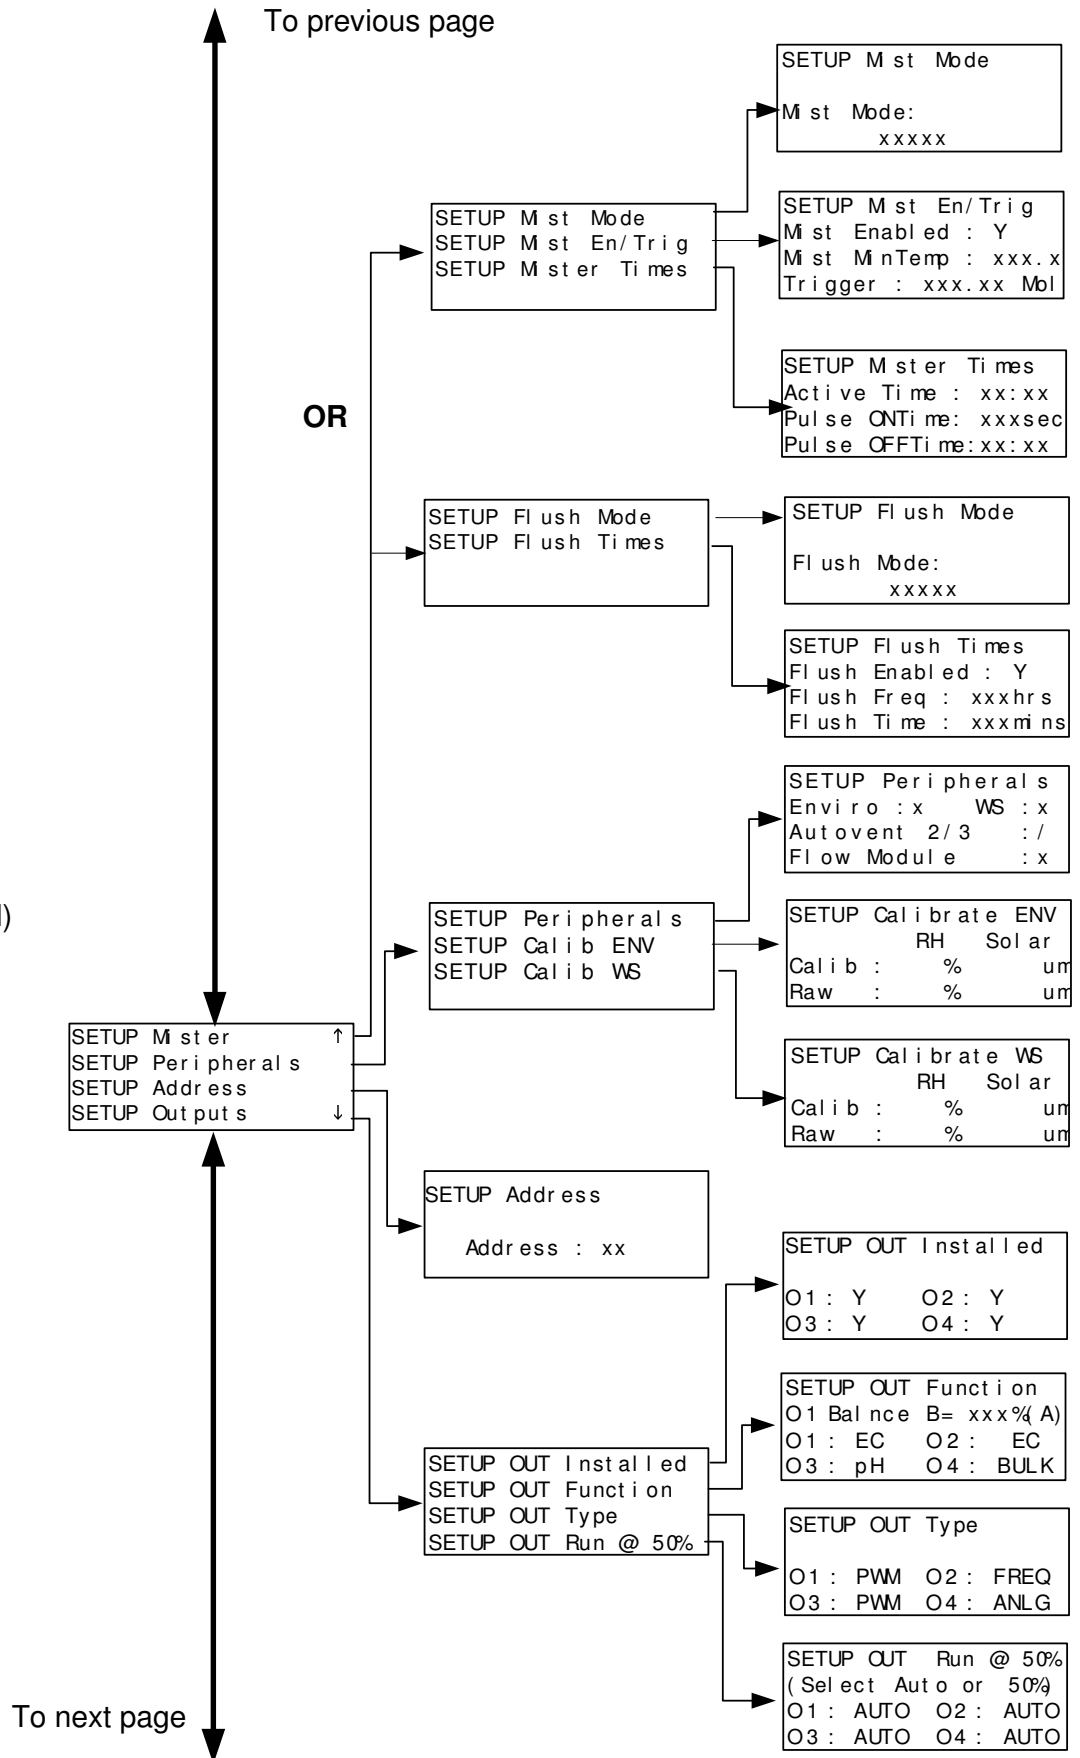 To previous page
SETUP Mist Mode
Mist Mode:
xxxxx
SETUP Mist Mode
SETUP Mist En/Trig
SETUP Mister Times
SETUP Mist En/Trig
Mist Enabled : Y
Mist MinTemp : xxx.x
Trigger : xxx.xx Mol
SETUP Mister Times
Active Time : xx:xx
Pulse ONTime: xxxsec
Pulse OFFTime:xx:xx
OR
SETUP Flush Mode
SETUP Flush Times
SETUP Flush Mode
Flush Mode:
xxxxx
SETUP Flush Times
Flush Enabled : Y
Flush Freq : xxxhrs
Flush Time : xxxmins
SETUP Peripherals
Enviro :x WS :x
Autovent 2/3 :/
Flow Module :x
)
SETUP Peripherals
SETUP Calib ENV
SETUP Calib WS
SETUP Calibrate ENV
RH Solar
Calib : % um
Raw : % um
SETUP Mister ↑
SETUP Peripherals
SETUP Address
SETUP Outputs ↓
SETUP Calibrate WS
RH Solar
Calib : % um
Raw : % um
SETUP Address
Address : xx
SETUP OUT Installed
O1: Y O2: Y
O3: Y O4: Y
SETUP OUT Installed
SETUP OUT Function
SETUP OUT Type
SETUP OUT Run @ 50%
SETUP OUT Function
O1 Balnce B= xxx%(A)
O1: EC O2: EC
O3: pH O4: BULK
SETUP OUT Type
O1: PWM O2: FREQ
O3: PWM O4: ANLG
SETUP OUT Run @ 50%
(Select Auto or 50%)
O1: AUTO O2: AUTO
O3: AUTO O4: AUTO
To next page